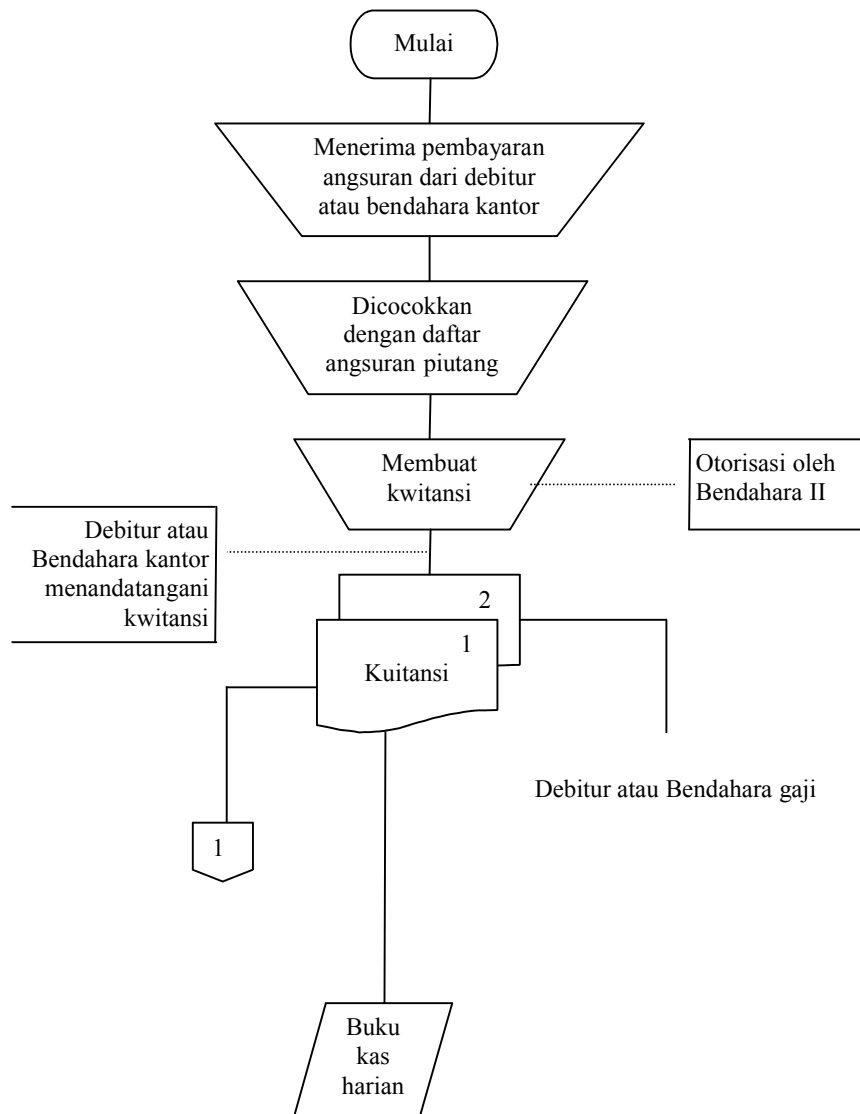 Mulai
Menerima pembayaran
angsuran dari debitur
atau bendahara kantor
Dicocokkan
dengan daftar
angsuran piutang
Membuat
kwitansi
Otorisasi oleh
Bendahara II
Debitur atau
Bendahara kantor
menandatangani
kwitansi
2
1
Kuitansi
Debitur atau Bendahara gaji
1
Buku
kas
harian